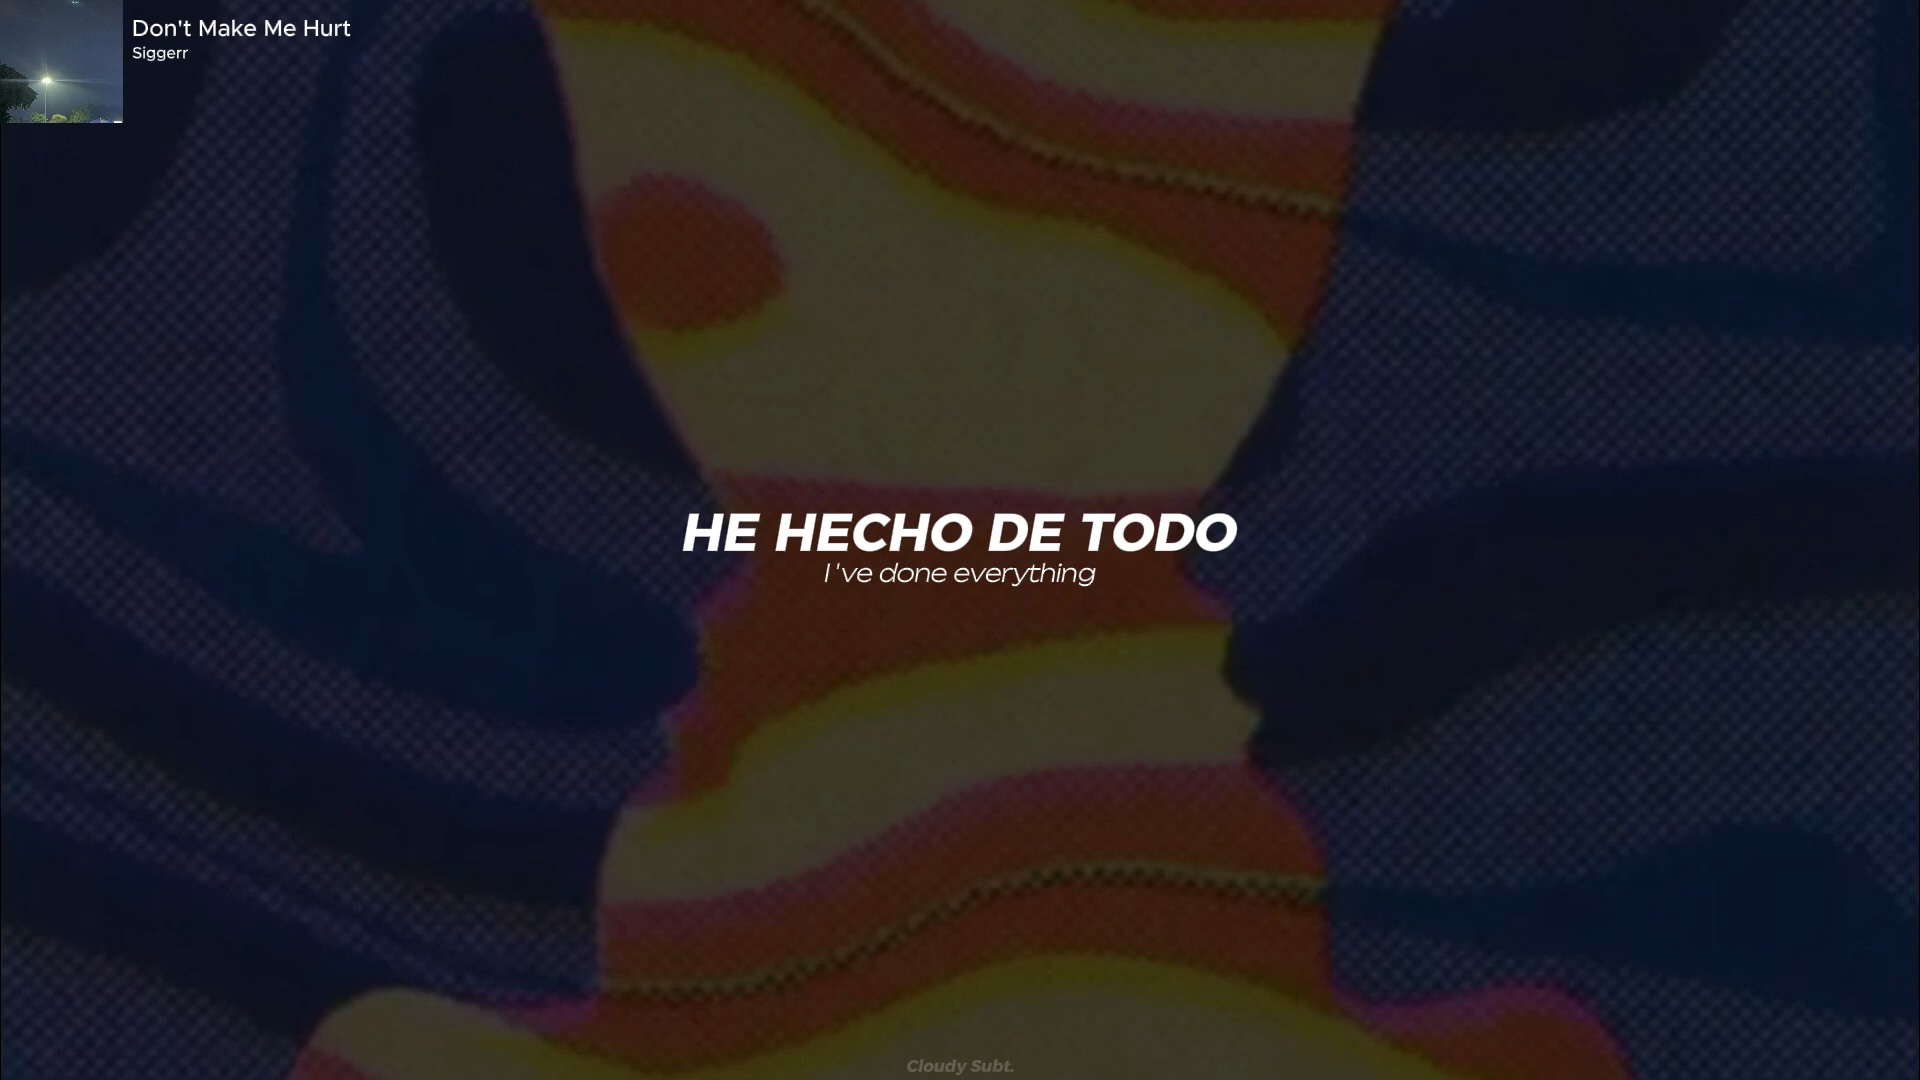 Don't Make Me Hurt
Siggerr
HE HECHO DE TODO
I've done everything
Cloudy Subt.